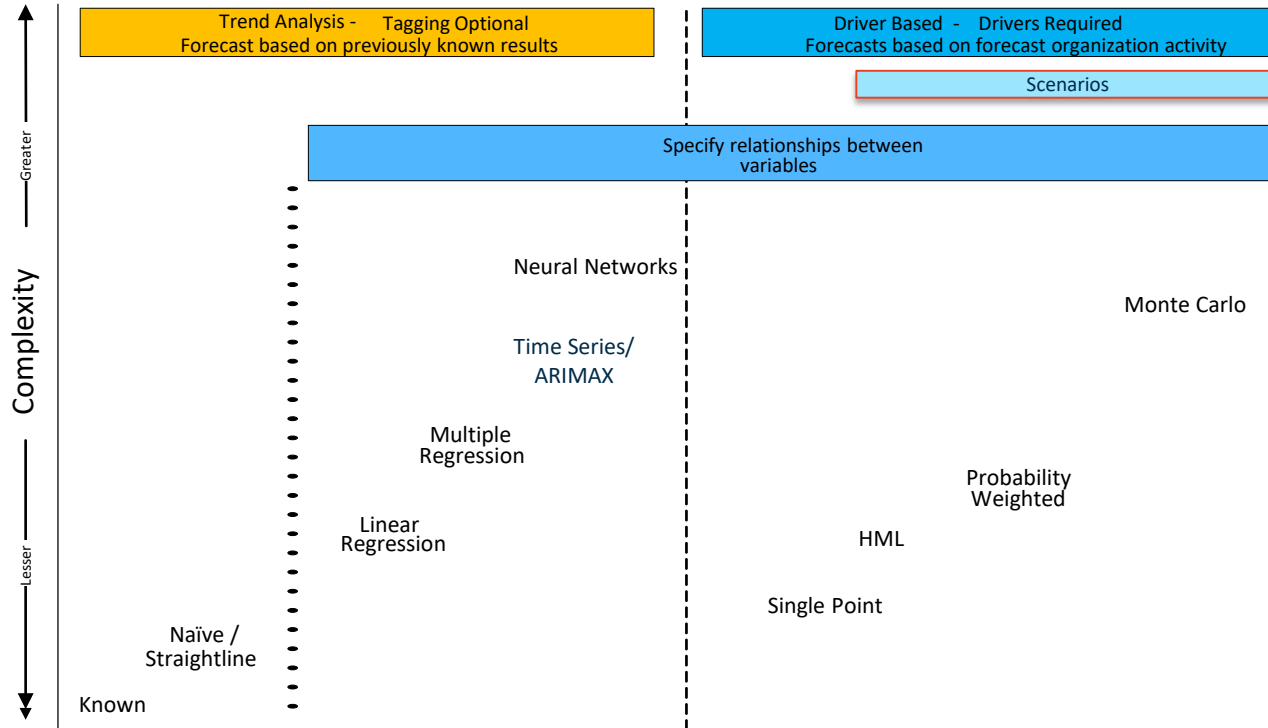 Trend Analysis - Tagging Optional
Forecast based on previously known results
Driver Based - Drivers Required
Forecasts based on forecast organization activity
Scenarios
Specify relationships between
variables
Greater
Complexity
Lesser
Neural Networks
Monte Carlo
Time Series/
ARIMAX
Multiple
Regression
Probability
Weighted
Linear
Regression
HML
Single Point
Naïve /
Straightline
Known